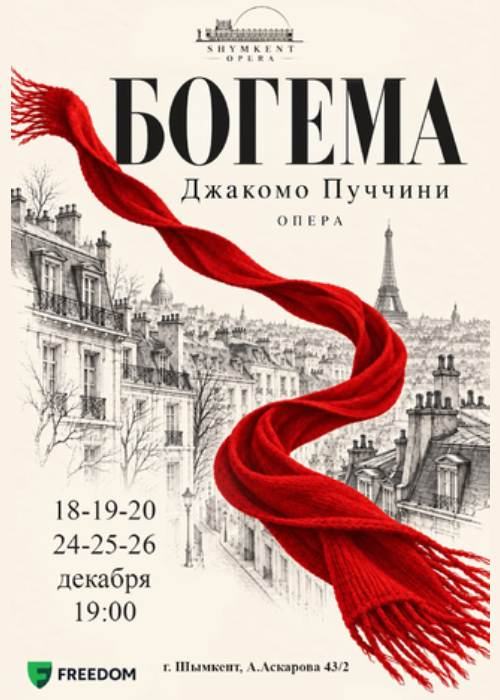 SHYMKENT
OPERA
БОГЕМА
Джакомо Пуччини
ОПЕРА
18-19-20
24-25-26
декабря
19:00
FREEDOM
г. Шымкент, А.Аскарова 43/2